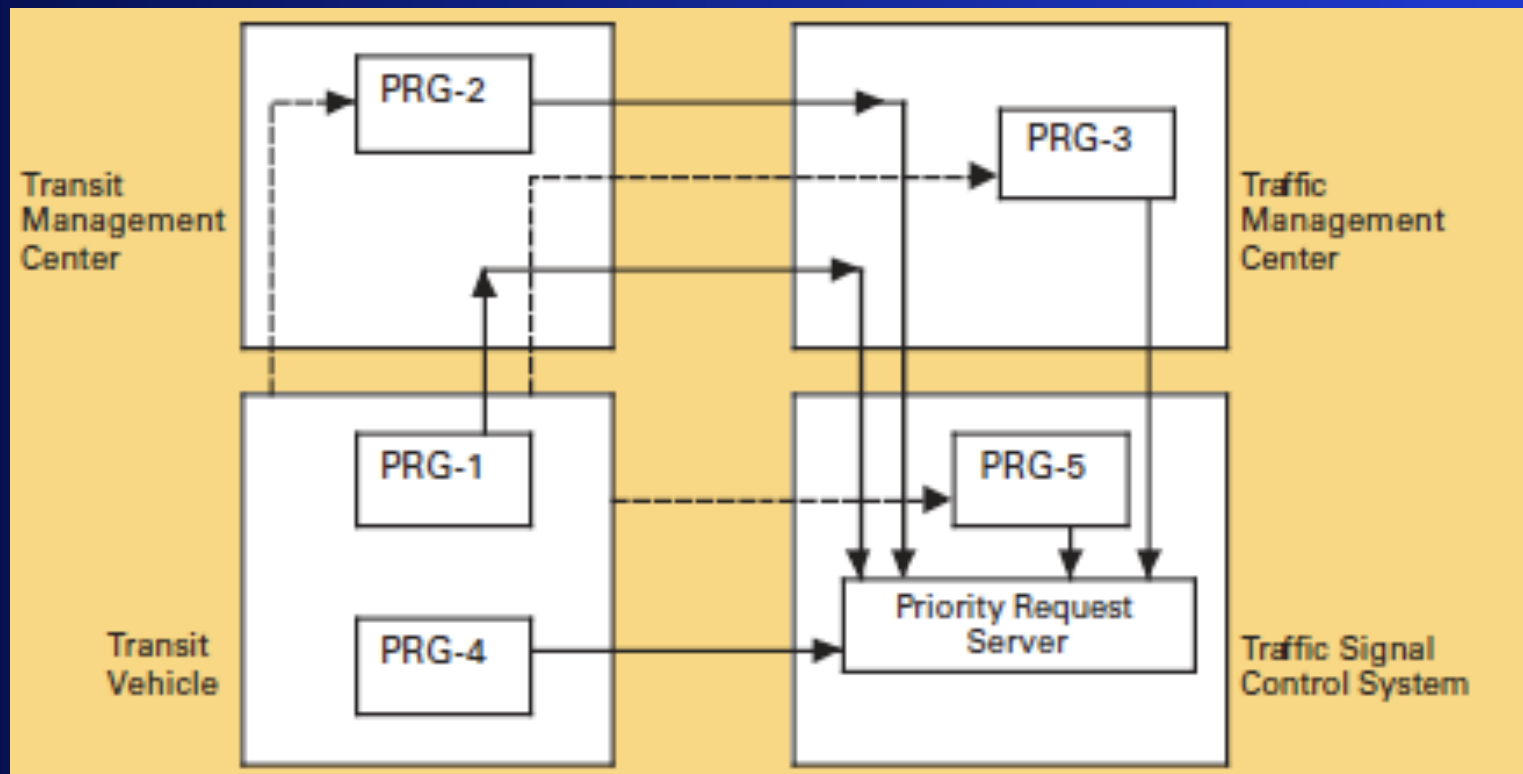 PRG-2
PRG-3
Transit
Management
Center
Traffic
Management
Center
PRG-1
PRG-5
Priority Request
Server
PRG-4
Transit
Vehicle
Traffic Signal
Control System